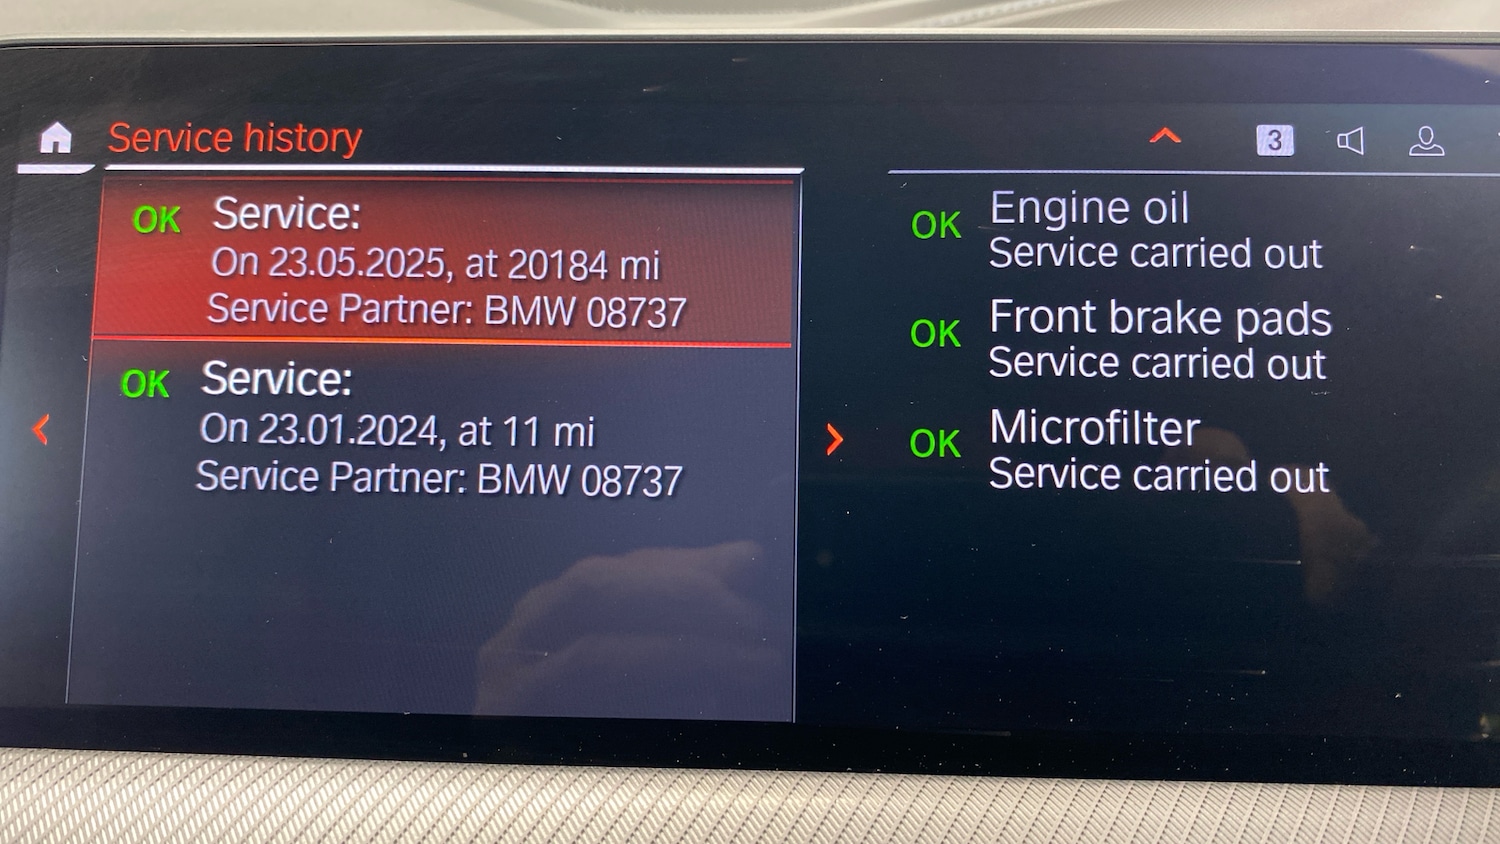 Service history
3
OK Service:
On 23.05.2025, at 20184 mi
Service Partner: BMW 08737
OK Service:
On 23.01.2024, at 11 mi
Service Partner: BMW 08737
OK Engine oil
Service carried out
OK Front brake pads
Service carried out
OK Microfilter
Service carried out